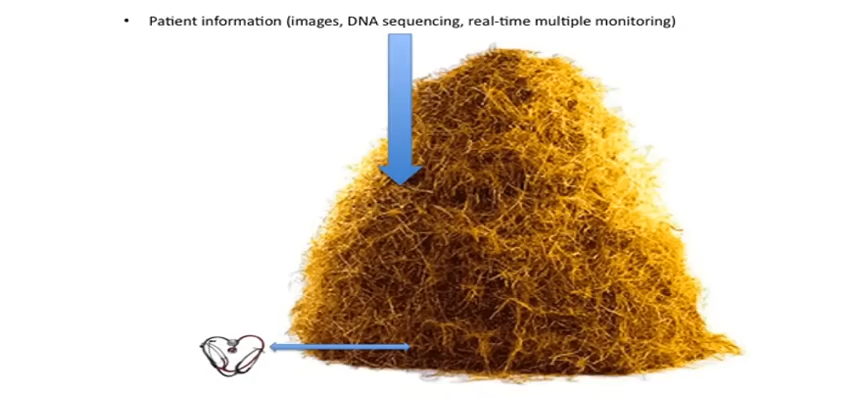 • Patient information (images, DNA sequencing, real-time multiple monitoring)